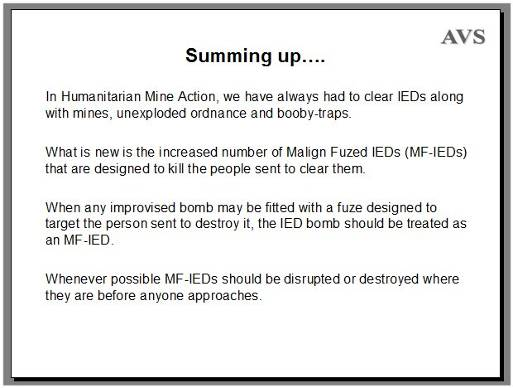 AVS
Summing up....
In Humanitarian Mine Action, we have always had to clear IEDs along
with mines, unexploded ordnance and booby-traps.
What is new is the increased number of Malign Fuzed IEDs (MF-IEDs)
that are designed to kill the people sent to clear them.
When any improvised bomb may be fitted with a fuze designed to
target the person sent to destroy it, the IED bomb should be treated as
an MF-IED.
Whenever possible MF-IEDs should be disrupted or destroyed where
they are before anyone approaches.